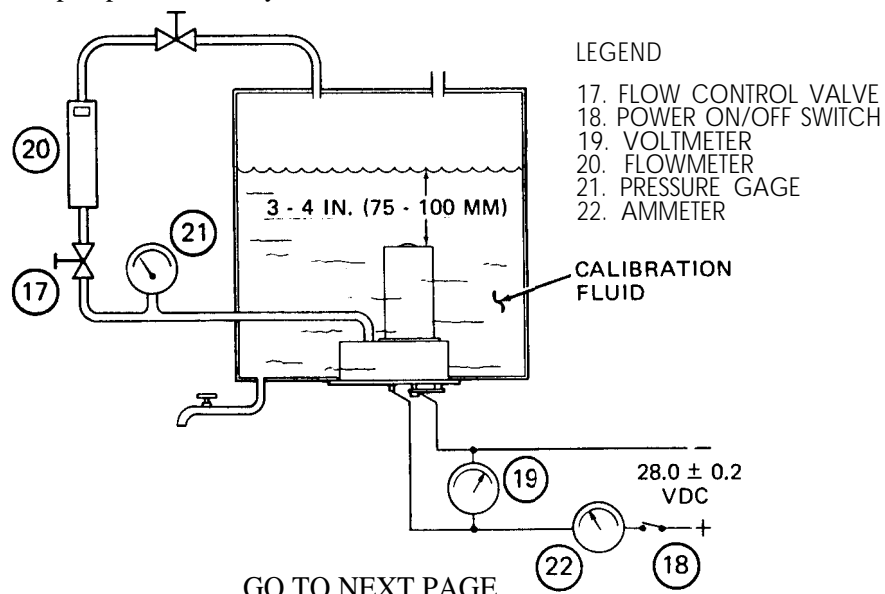 LEGEND
17. FLOW CONTROL VALVE
18. POWER ON/OFF SWITCH
19. VOLTMETER
20. FLOWMETER
21. PRESSURE GAGE
22. AMMETER
20
21
17
3 - 4 IN. (75 - 100 MM)
CALIBRATION
FLUID
19
28.0 ± 0.2
VDC
−
+
22
18
GO TO NEXT PAGE